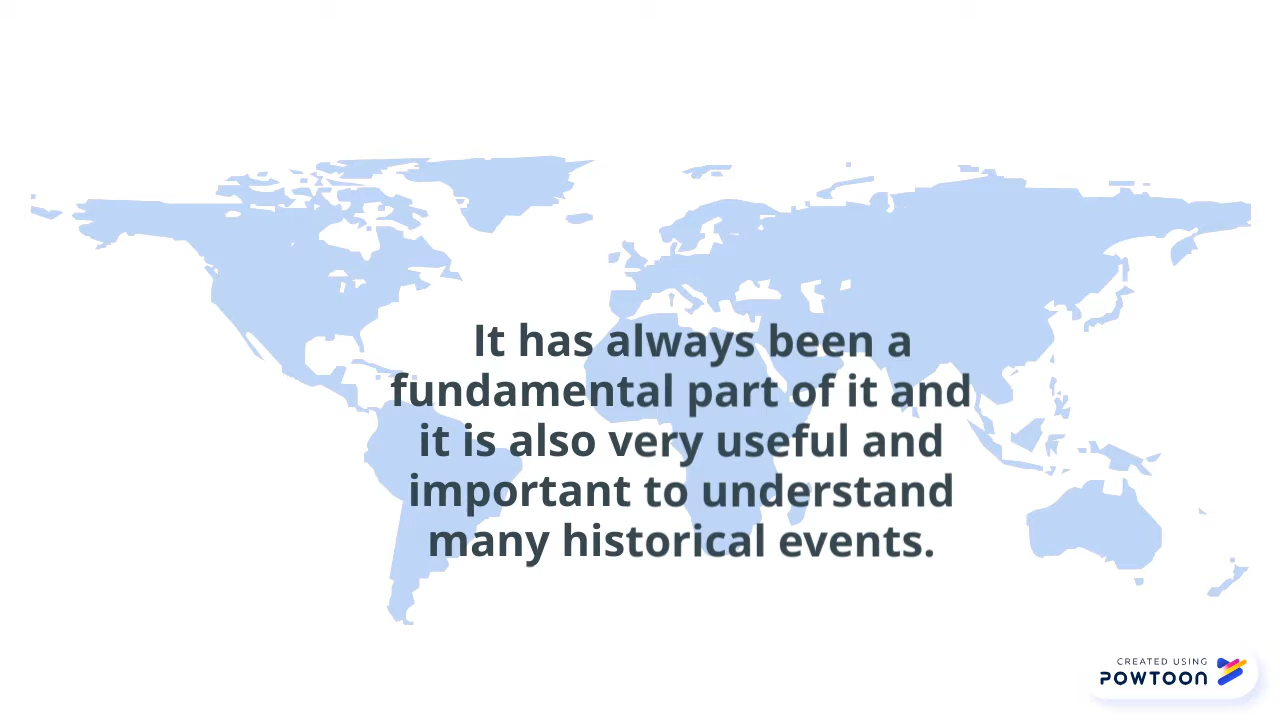 It has always been a
fundamental part of it and
it is also very useful and
important to understand
many historical events.
CREATED USING
POWTOON